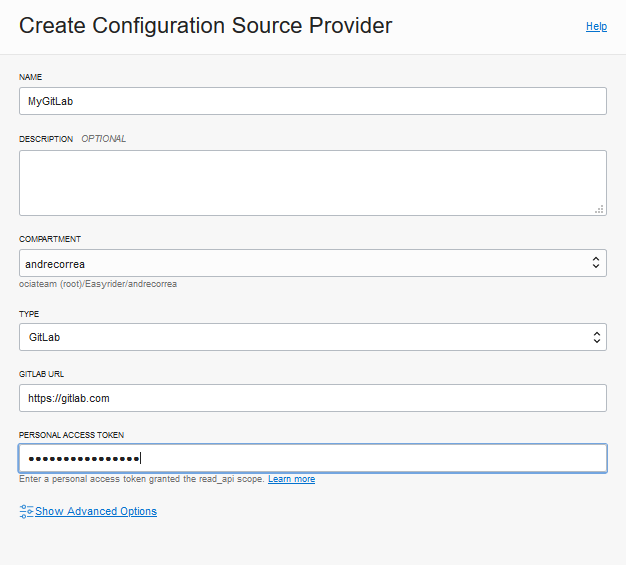 Create Configuration Source Provider
Help
NAME
MyGitLab
DESCRIPTION OPTIONAL
COMPARTMENT
andrecorrea
ociateam (root)/Easyrider/andrecorrea
TYPE
GitLab
GITLAB URL
https://gitlab.com
PERSONAL ACCESS TOKEN
••••••••••••••••
Enter a personal access token granted the read_api scope. Learn more
Show Advanced Options